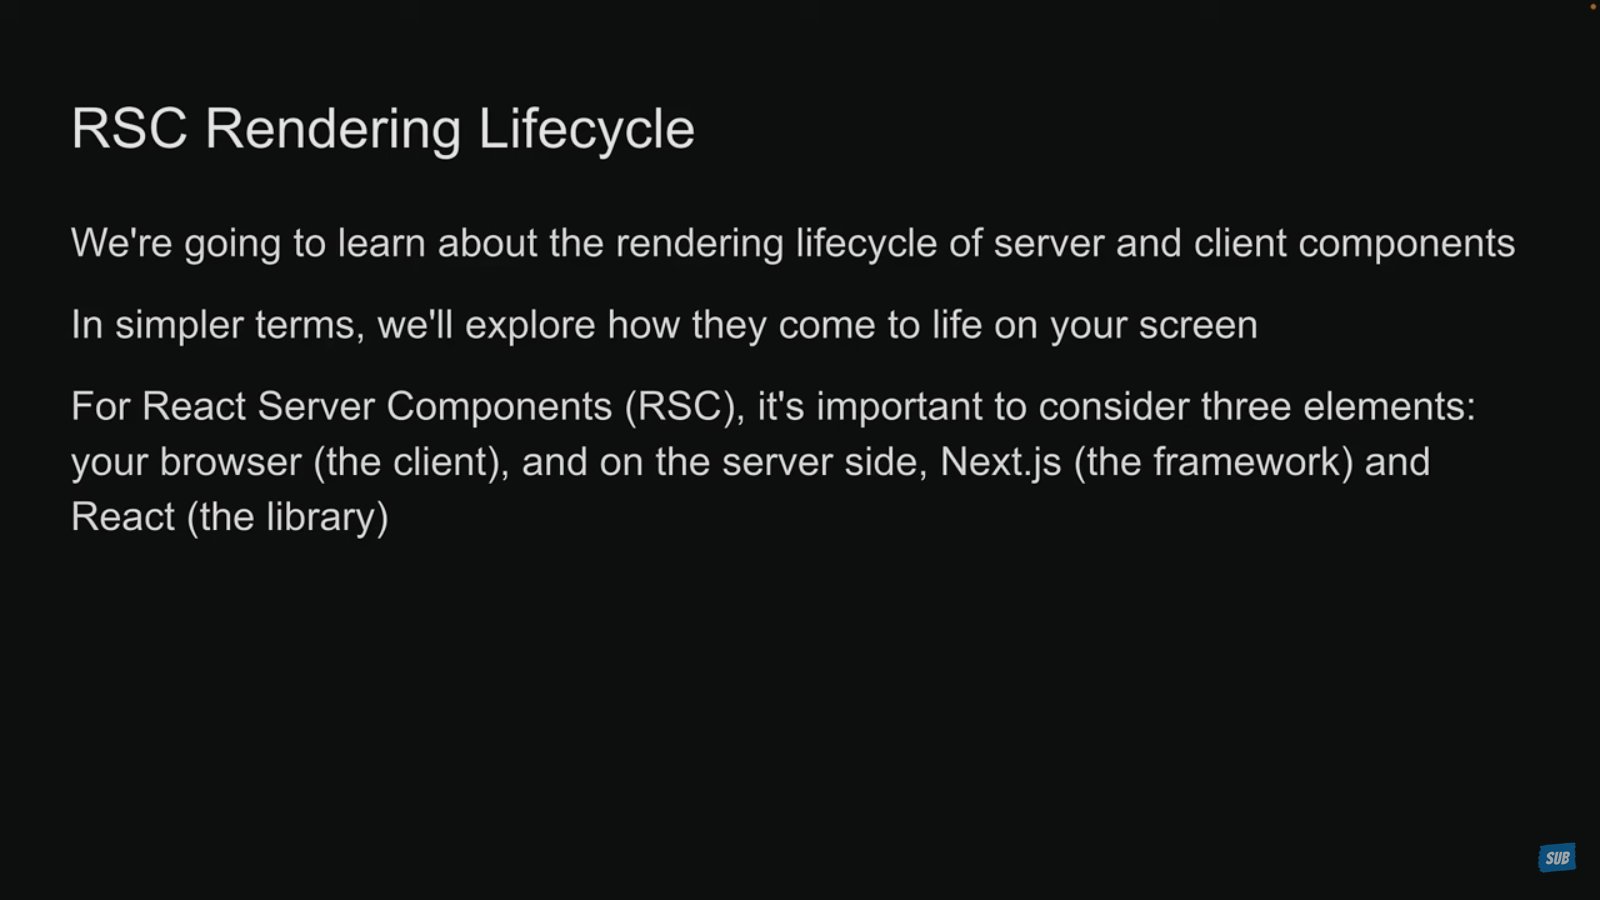 RSC Rendering Lifecycle
We're going to learn about the rendering lifecycle of server and client components
In simpler terms, we'll explore how they come to life on your screen
For React Server Components (RSC), it's important to consider three elements:
your browser (the client), and on the server side, Next.js (the framework) and
React (the library)
SUB